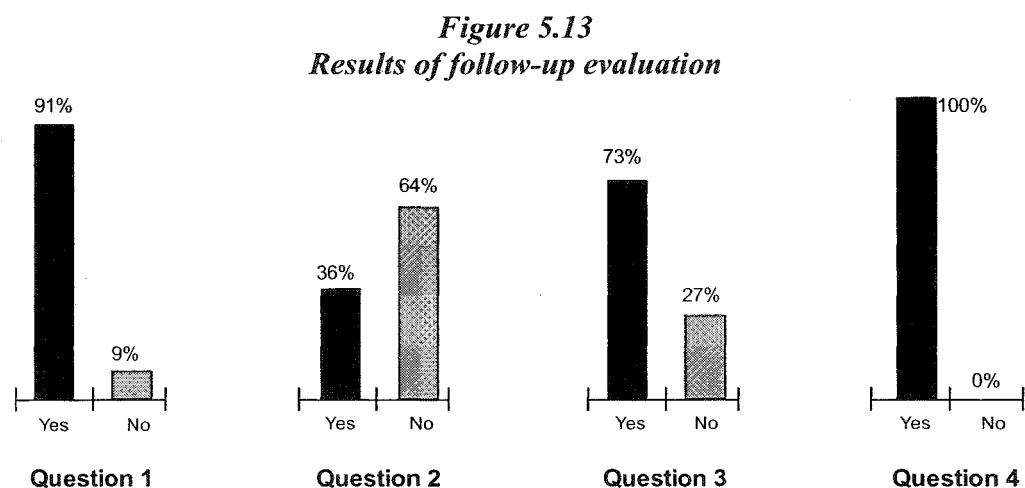 Figure 5.13
Results of follow-up evaluation
91%
9%
Yes No
Question 1
36%
64%
Yes No
Question 2
73%
27%
Yes No
Question 3
100%
0%
Yes No
Question 4